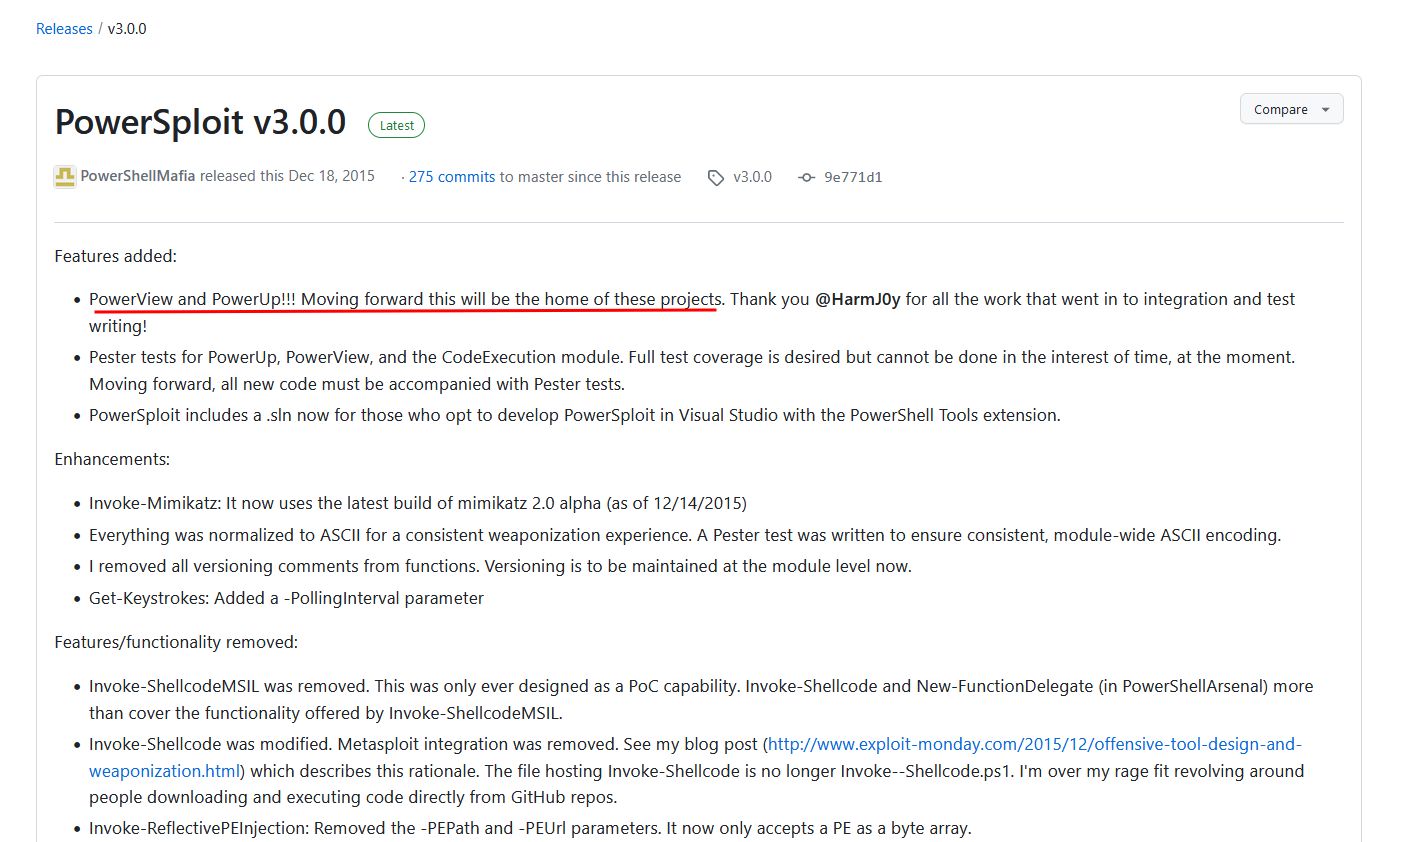 Releases / v3.0.0
PowerSploit v3.0.0 Latest Compare
PowerShellMafia released this Dec 18, 2015 · 275 commits to master since this release v3.0.0 9e771d1
Features added:
• PowerView and PowerUp!!! Moving forward this will be the home of these projects. Thank you @HarmJ0y for all the work that went in to integration and test
writing!
• Pester tests for PowerUp, PowerView, and the CodeExecution module. Full test coverage is desired but cannot be done in the interest of time, at the moment.
Moving forward, all new code must be accompanied with Pester tests.
• PowerSploit includes a .sln now for those who opt to develop PowerSploit in Visual Studio with the PowerShell Tools extension.
Enhancements:
• Invoke-Mimikatz: It now uses the latest build of mimikatz 2.0 alpha (as of 12/14/2015)
• Everything was normalized to ASCII for a consistent weaponization experience. A Pester test was written to ensure consistent, module-wide ASCII encoding.
• I removed all versioning comments from functions. Versioning is to be maintained at the module level now.
• Get-Keystrokes: Added a -PollingInterval parameter
Features/functionality removed:
• Invoke-ShellcodeMSIL was removed. This was only ever designed as a PoC capability. Invoke-Shellcode and New-FunctionDelegate (in PowerShellArsenal) more
than cover the functionality offered by Invoke-ShellcodeMSIL.
• Invoke-Shellcode was modified. Metasploit integration was removed. See my blog post (http://www.exploit-monday.com/2015/12/offensive-tool-design-and-
weaponization.html) which describes this rationale. The file hosting Invoke-Shellcode is no longer Invoke--Shellcode.ps1. I'm over my rage fit revolving around
people downloading and executing code directly from GitHub repos.
• Invoke-ReflectivePEInjection: Removed the -PEPath and -PEUrl parameters. It now only accepts a PE as a byte array.